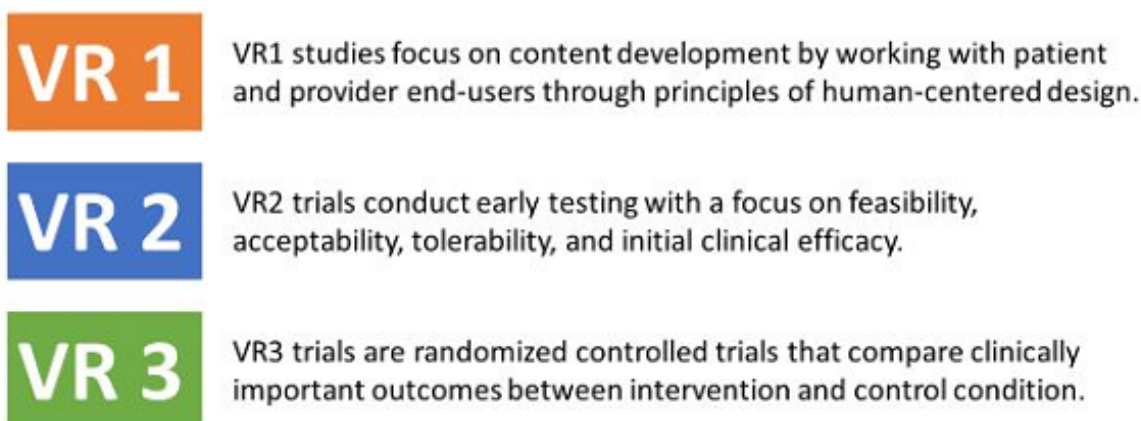 VR 1
VR1 studies focus on content development by working with patient
and provider end-users through principles of human-centered design.
VR 2
VR2 trials conduct early testing with a focus on feasibility,
acceptability, tolerability, and initial clinical efficacy.
VR 3
VR3 trials are randomized controlled trials that compare clinically
important outcomes between intervention and control condition.